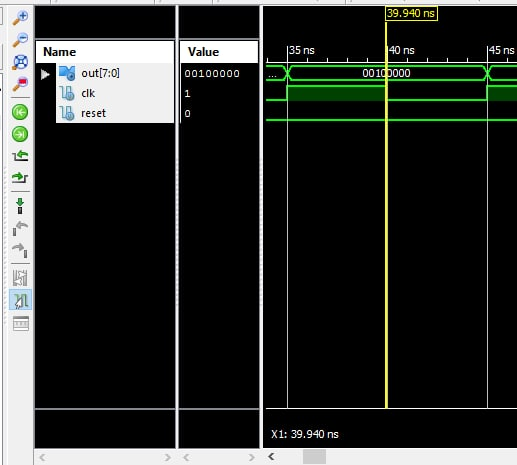 39.940 ns
Name Value 35 ns 40 ns 45 ns
out[7:0] 00100000 ... 00100000
clk 1
reset 0
X1: 39.940 ns